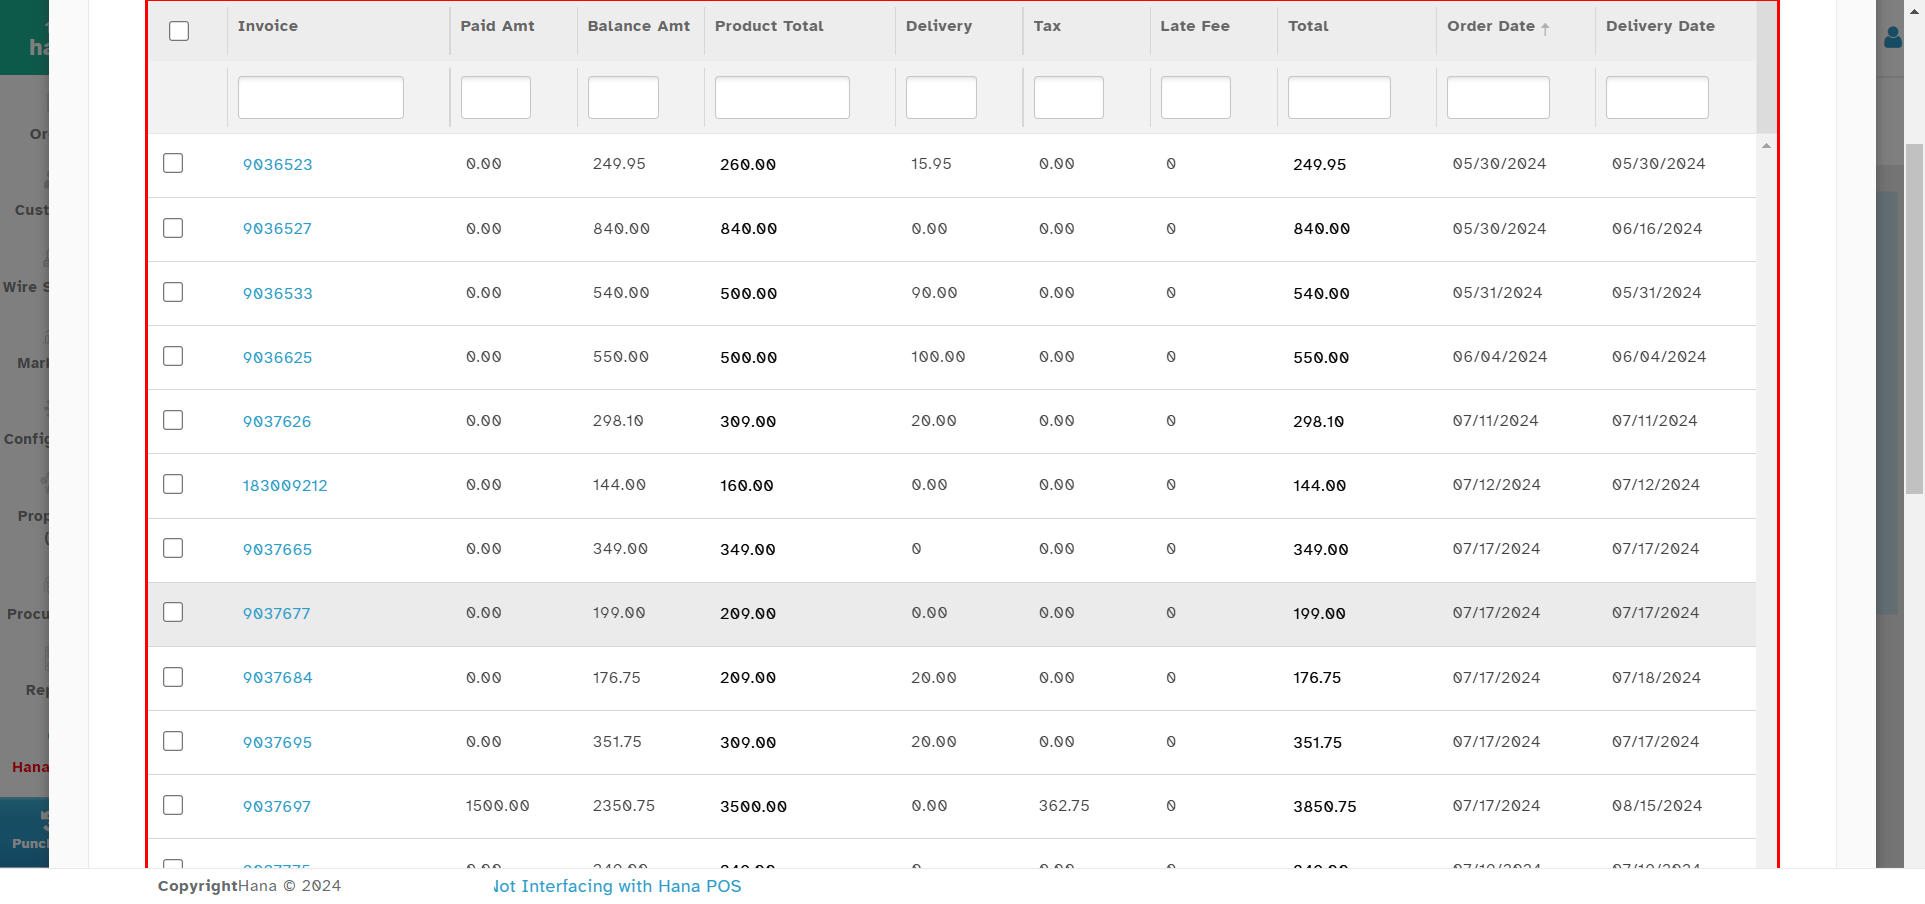 Invoice Paid Amt Balance Amt Product Total Delivery Tax Late Fee Total Order Date ↑ Delivery Date
9036523 0.00 249.95 260.00 15.95 0.00 0 249.95 05/30/2024 05/30/2024
9036527 0.00 840.00 840.00 0.00 0.00 0 840.00 05/30/2024 06/16/2024
9036533 0.00 540.00 500.00 90.00 0.00 0 540.00 05/31/2024 05/31/2024
9036625 0.00 550.00 500.00 100.00 0.00 0 550.00 06/04/2024 06/04/2024
9037626 0.00 298.10 309.00 20.00 0.00 0 298.10 07/11/2024 07/11/2024
183009212 0.00 144.00 160.00 0.00 0.00 0 144.00 07/12/2024 07/12/2024
9037665 0.00 349.00 349.00 0 0.00 0 349.00 07/17/2024 07/17/2024
9037677 0.00 199.00 209.00 0.00 0.00 0 199.00 07/17/2024 07/17/2024
9037684 0.00 176.75 209.00 20.00 0.00 0 176.75 07/17/2024 07/18/2024
9037695 0.00 351.75 309.00 20.00 0.00 0 351.75 07/17/2024 07/17/2024
9037697 1500.00 2350.75 3500.00 0.00 362.75 0 3850.75 07/17/2024 08/15/2024
CopyrightHana © 2024
Not Interfacing with Hana POS
ha
Or
Cust
Wire S
Mar
Config
Prop
(
Procu
Rep
Hana
Punc